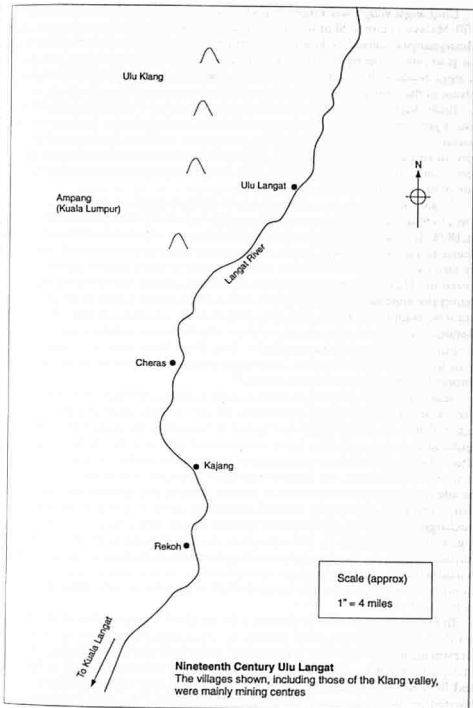 Ulu Klang
N
Ulu Langat
Ampang
(Kuala Lumpur)
Langat River
Cheras
Kajang
Rekoh
Scale (approx)
1" = 4 miles
To Kuala Langat
Nineteenth Century Ulu Langat
The villages shown, including those of the Klang valley,
were mainly mining centres